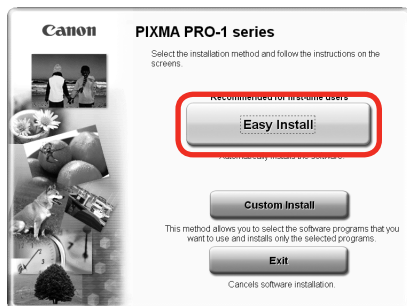 Canon
PIXMA PRO-1 series
Select the installation method and follow the instructions on the
screens.
Recommended for first-time users
Easy Install
Automatically installs the software.
Custom Install
This method allows you to select the software programs that you
want to use and installs only the selected programs.
Exit
Cancels software installation.